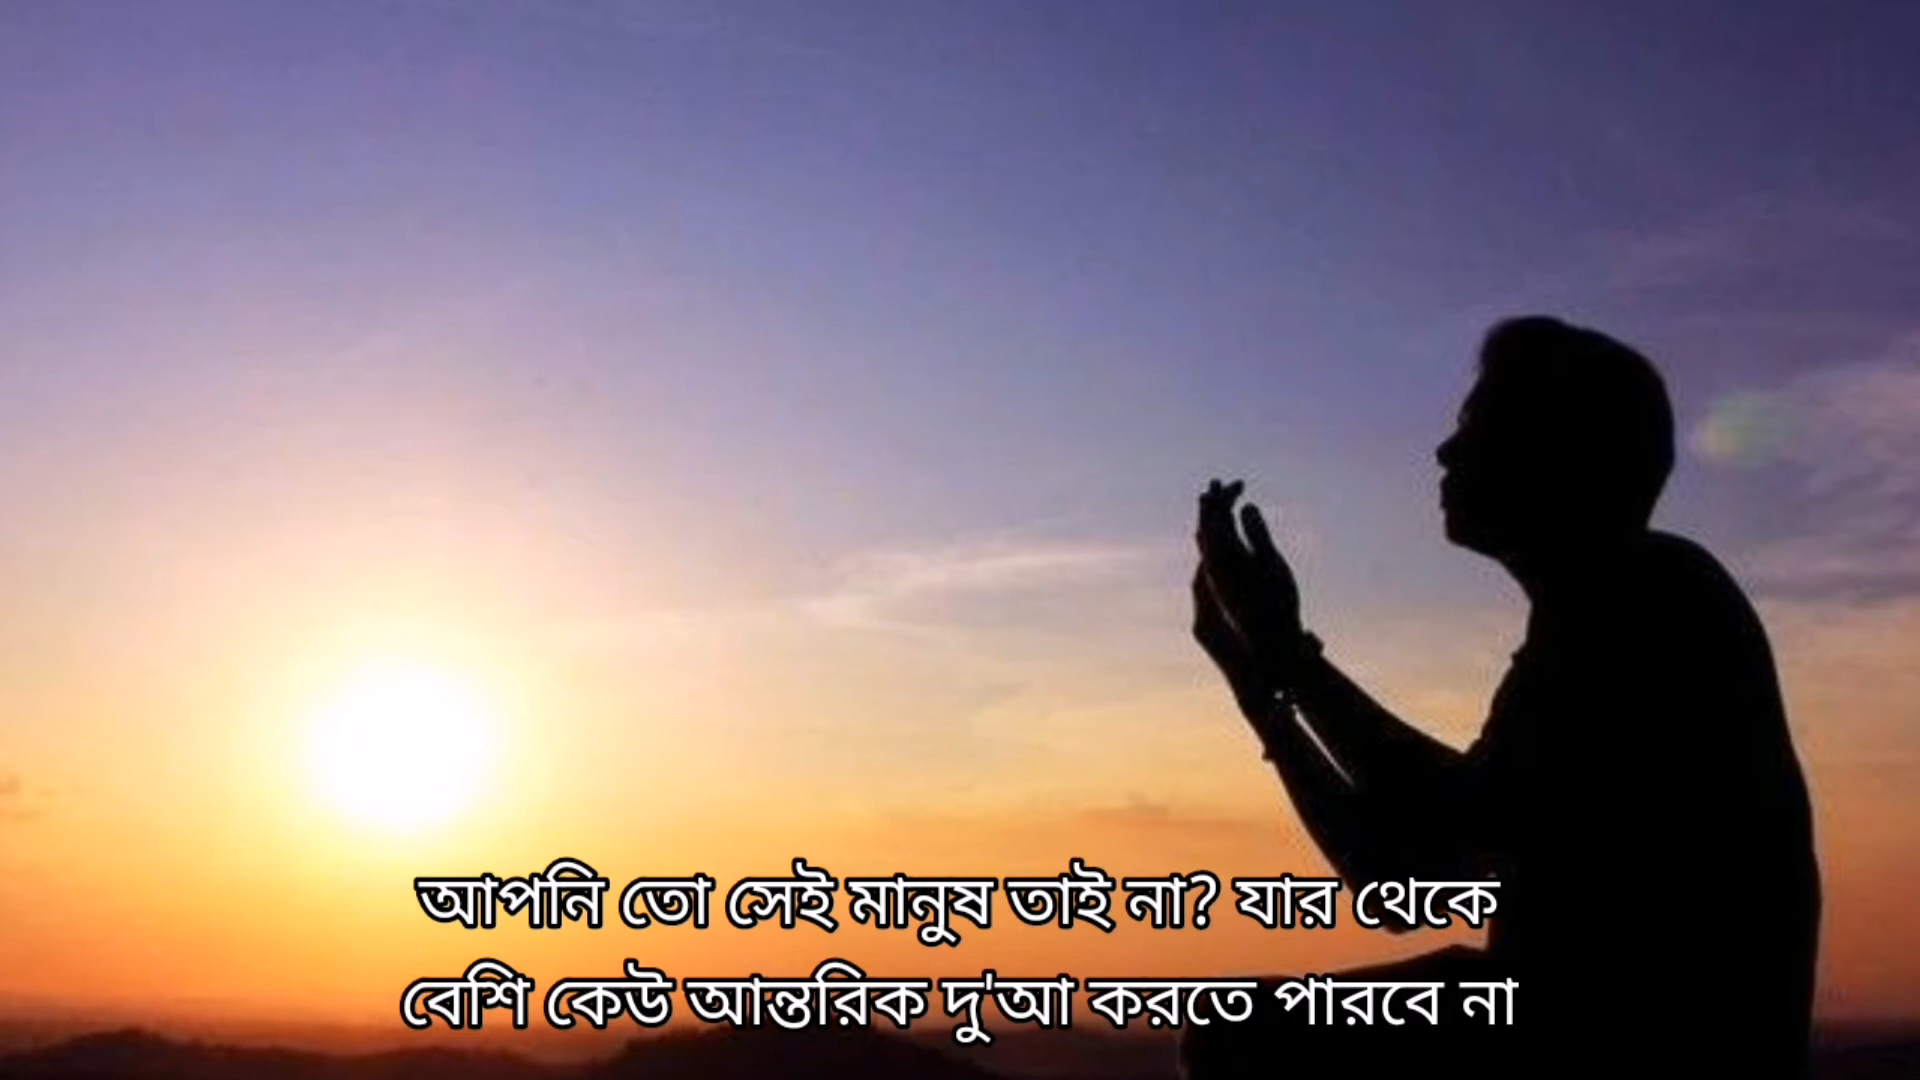 আপনি তো সেই মানুষ তাই না? যার থেকে
বেশি কেউ আন্তরিক দু'আ করতে পারবে না